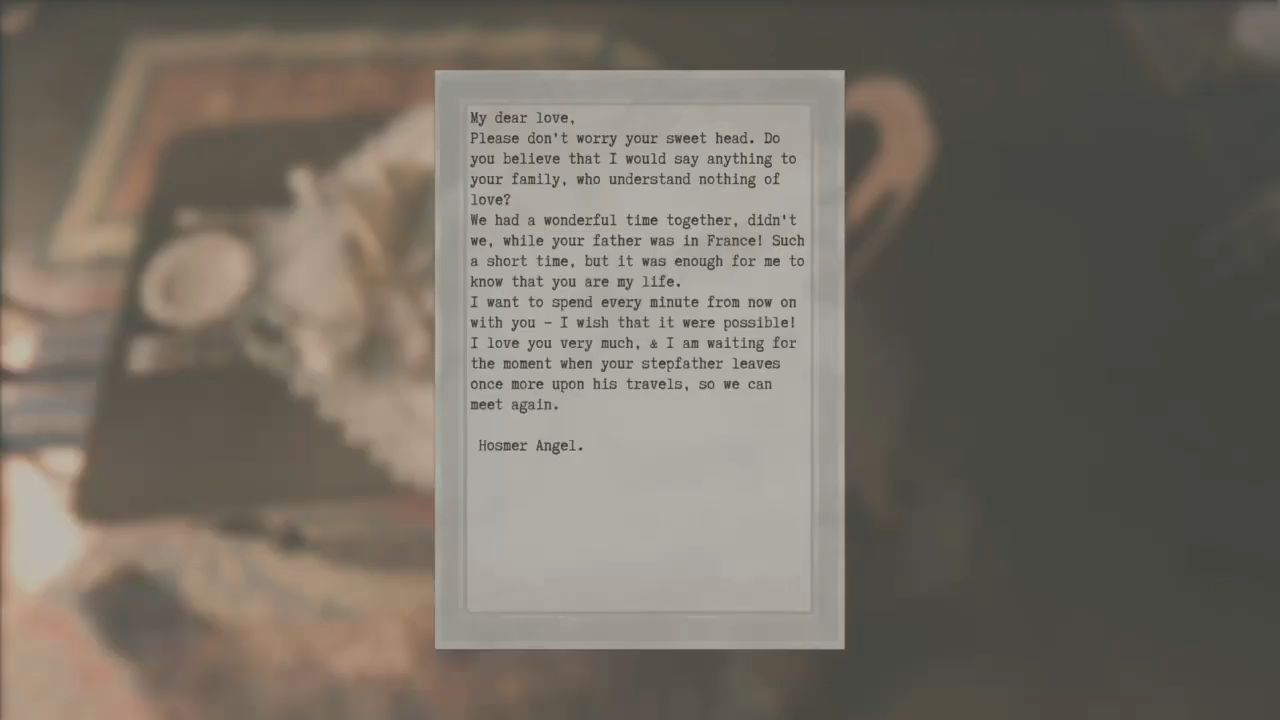 My dear love,
Please don't worry your sweet head. Do
you believe that I would say anything to
your family, who understand nothing of
love?
We had a wonderful time together, didn't
we, while your father was in France! Such
a short time, but it was enough for me to
know that you are my life.
I want to spend every minute from now on
with you – I wish that it were possible!
I love you very much, & I am waiting for
the moment when your stepfather leaves
once more upon his travels, so we can
meet again.
Hosmer Angel.